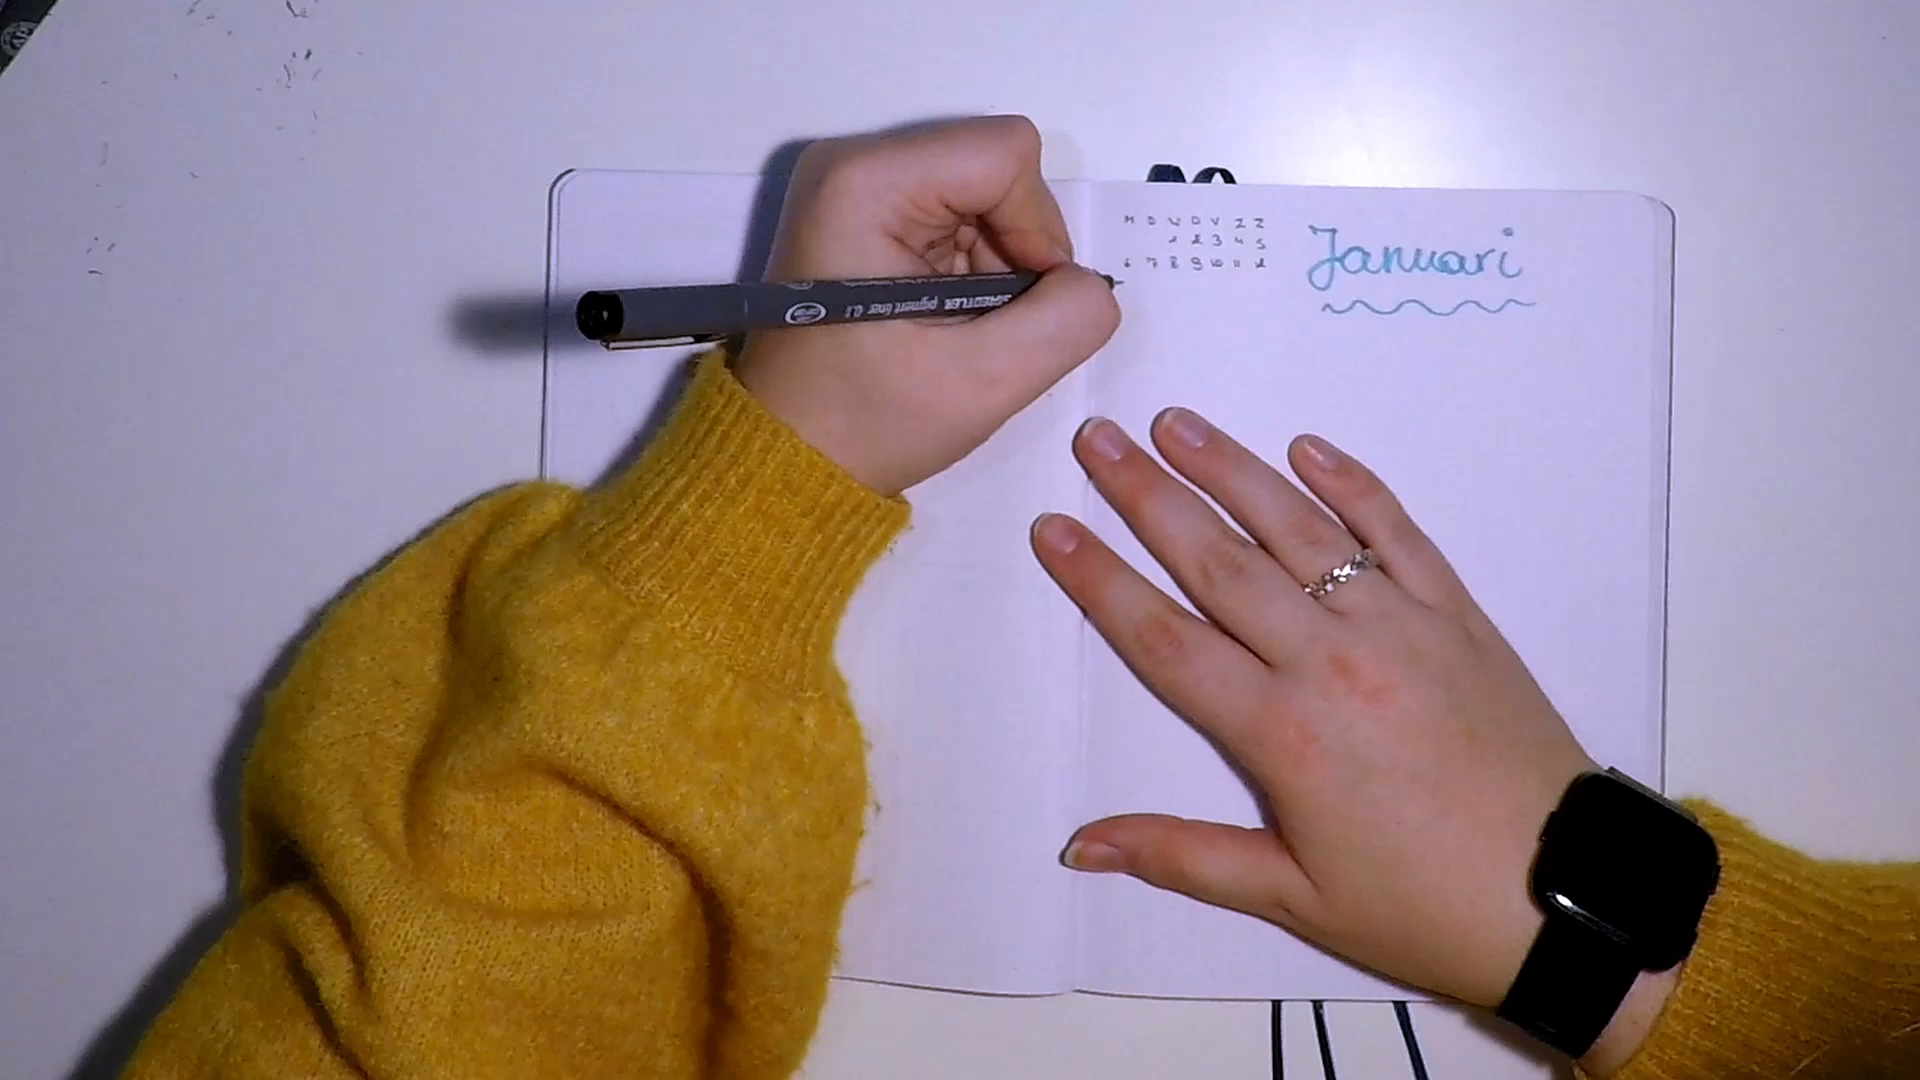 M D W D V Z Z
1 2 3 4 5
6 7 8 9 10 11 12
Januari
STAEDTLER pigment liner 0.1